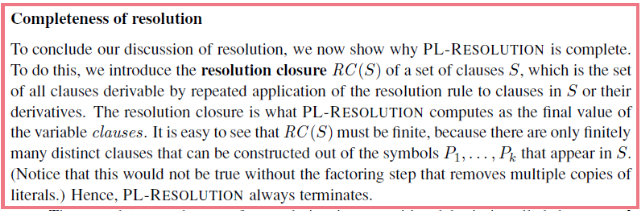 Completeness of resolution
To conclude our discussion of resolution, we now show why PL-RESOLUTION is complete.
To do this, we introduce the resolution closure RC(S) of a set of clauses S, which is the set
of all clauses derivable by repeated application of the resolution rule to clauses in S or their
derivatives. The resolution closure is what PL-RESOLUTION computes as the final value of
the variable clauses. It is easy to see that RC(S) must be finite, because there are only finitely
many distinct clauses that can be constructed out of the symbols P₁, . . . , Pₖ that appear in S.
(Notice that this would not be true without the factoring step that removes multiple copies of
literals.) Hence, PL-RESOLUTION always terminates.